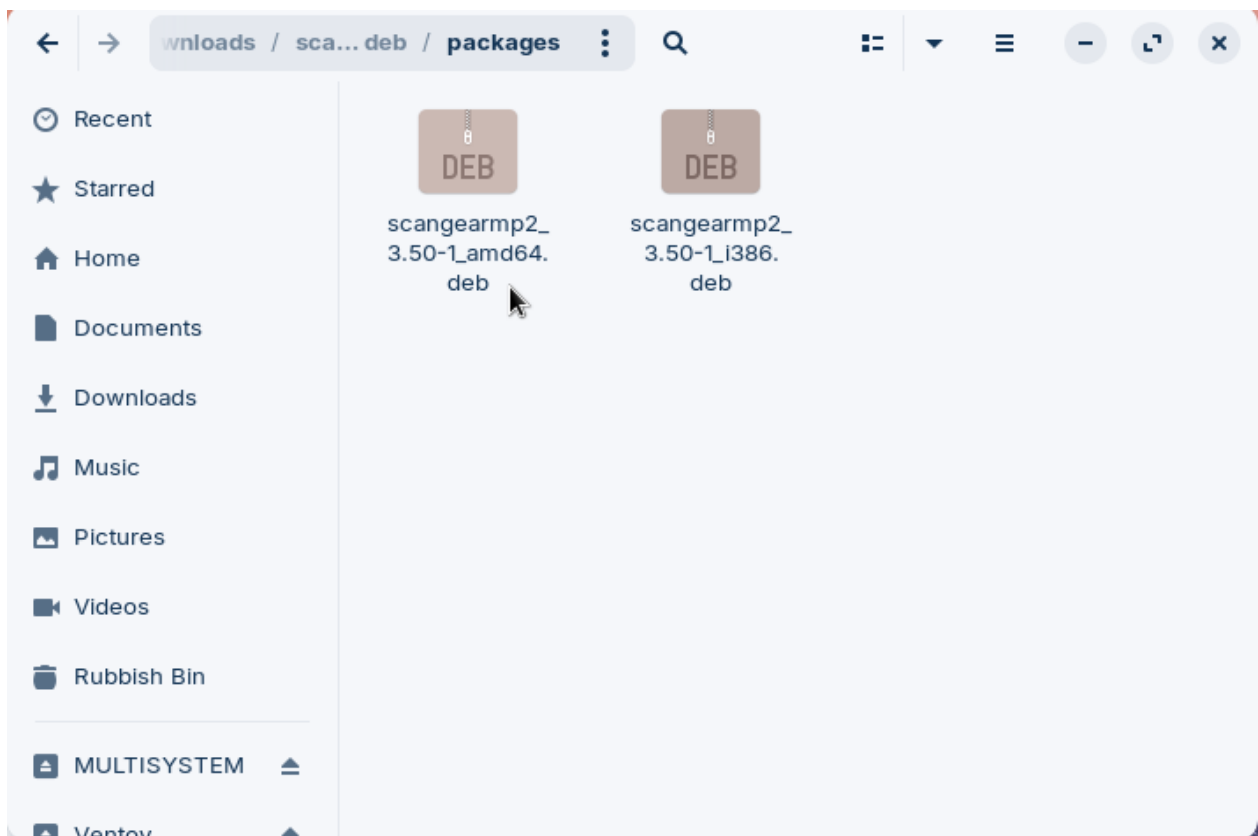 wnloads / sca... deb / packages
Recent
Starred
Home
Documents
Downloads
Music
Pictures
Videos
Rubbish Bin
MULTISYSTEM
Ventoy
DEB
scangearmp2_
3.50-1_amd64.
deb
DEB
scangearmp2_
3.50-1_i386.
deb